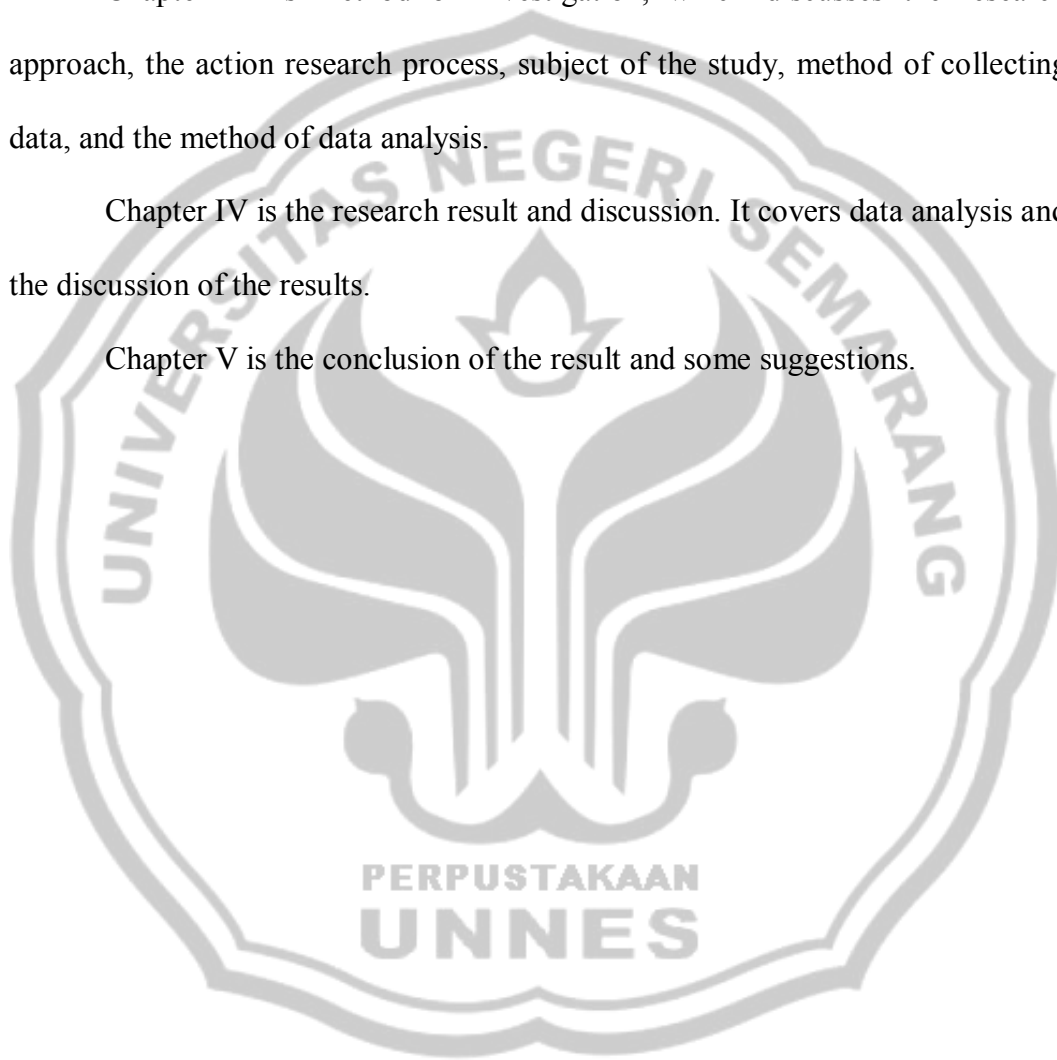 approach, the action research process, subject of the study, method of collecting
data, and the method of data analysis.
Chapter IV is the research result and discussion. It covers data analysis and
the discussion of the results.
Chapter V is the conclusion of the result and some suggestions.
UNIVERSITAS NEGERI SEMARANG
PERPUSTAKAAN
UNNES